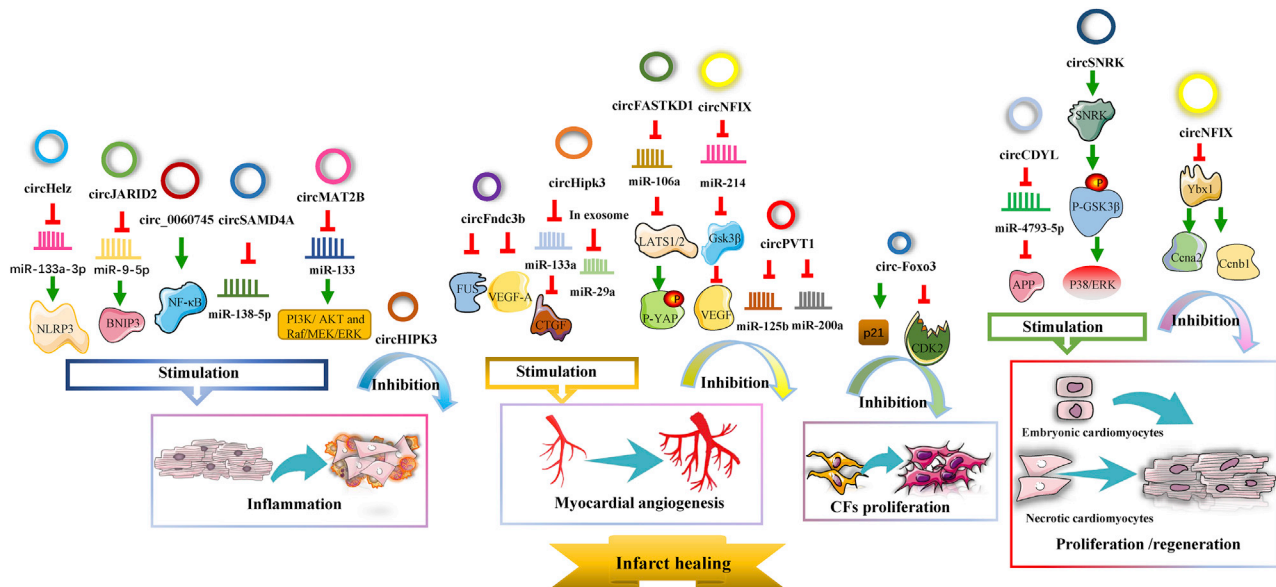 circHelz
miR-133a-3p
NLRP3
circJARID2
miR-9-5p
BNIP3
circ_0060745
NF-κB
circSAMD4A
miR-138-5p
circMAT2B
miR-133
PI3K/ AKT and
Raf/MEK/ERK
circHIPK3
Stimulation
Inhibition
Inflammation
circFndc3b
FUS
VEGF-A
circHipk3
In exosome
miR-133a
miR-29a
CTGF
circFASTKD1
miR-106a
LATS1/2
P
P-YAP
circNFIX
miR-214
Gsk3β
VEGF
circPVT1
miR-125b
miR-200a
Stimulation
Inhibition
Myocardial angiogenesis
circ-Foxo3
p21
CDK2
Inhibition
CFs proliferation
circCDYL
miR-4793-5p
APP
circSNRK
SNRK
P
P-GSK3β
P38/ERK
circNFIX
Ybx1
Ccna2
Ccnb1
Stimulation
Inhibition
Embryonic cardiomyocytes
Necrotic cardiomyocytes
Proliferation /regeneration
Infarct healing